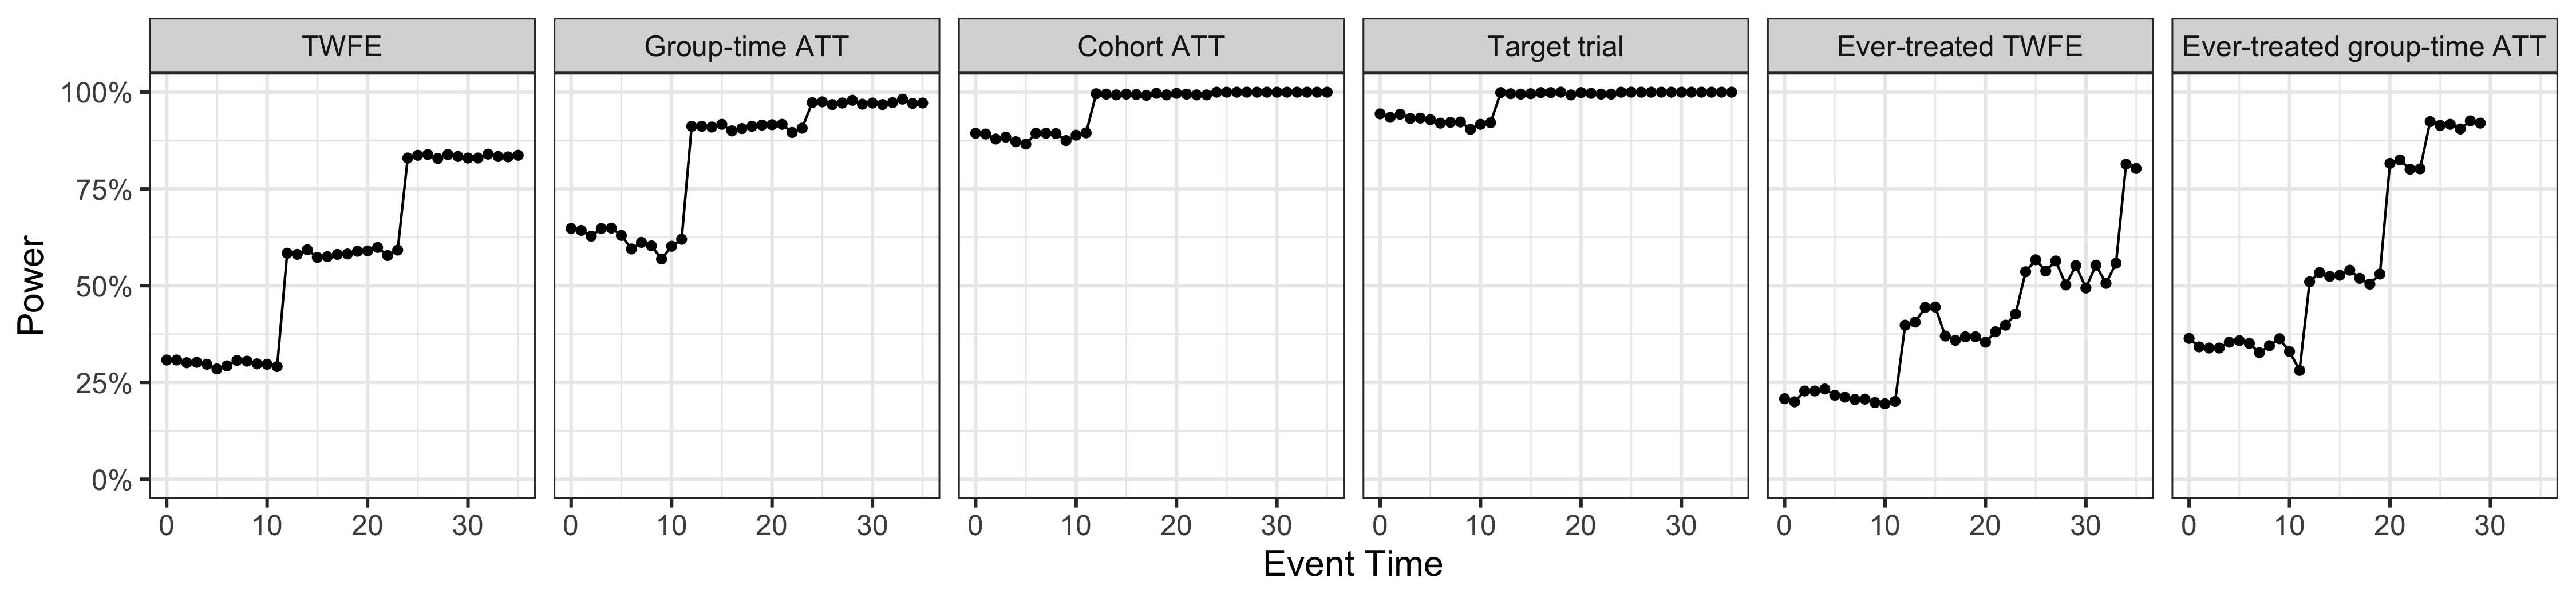 TWFE
Group-time ATT
Cohort ATT
Target trial
Ever-treated TWFE
Ever-treated group-time ATT
Power
100%
75%
50%
25%
0%
0 10 20 30
0 10 20 30
0 10 20 30
0 10 20 30
0 10 20 30
0 10 20 30
Event Time